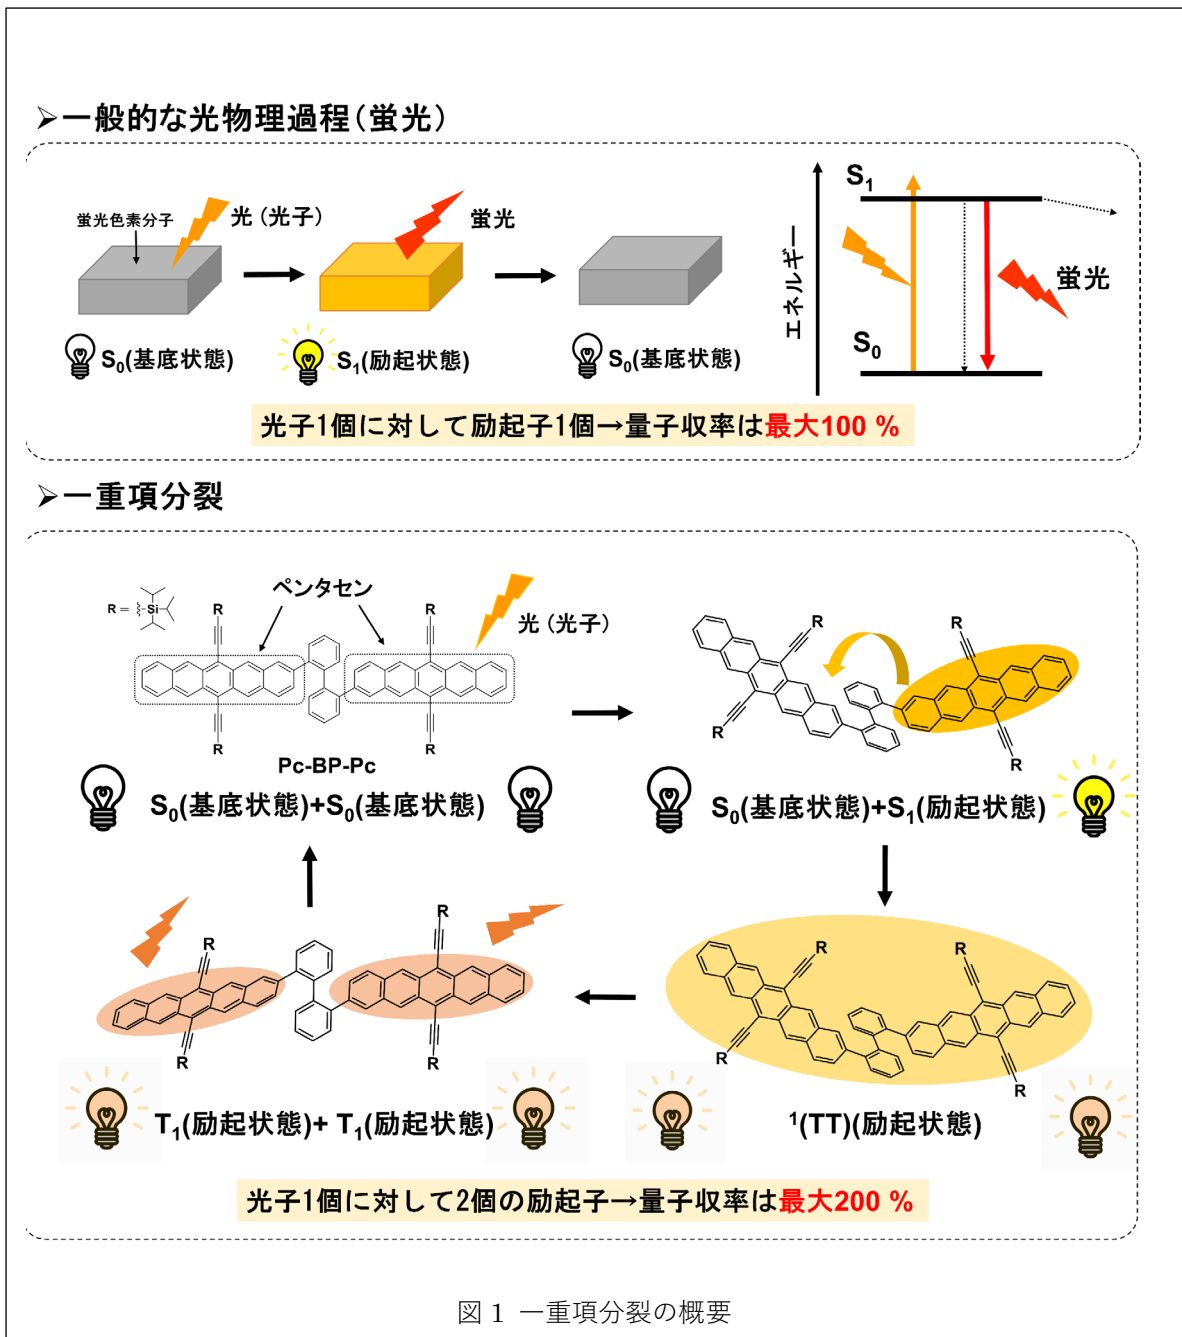 ➢一般的な光物理過程（蛍光）
蛍光色素分子
光（光子）
蛍光
S0(基底状態)
S1(励起状態)
S0(基底状態)
エネルギー
S1
S0
蛍光
光子1個に対して励起子1個→量子収率は最大100 %
➢一重項分裂
R =
Si
ペンタセン
光（光子）
R
R
R
R
Pc-BP-Pc
S0(基底状態)+S0(基底状態)
R
R
R
R
S0(基底状態)+S1(励起状態)
R
R
R
R
T1(励起状態)+ T1(励起状態)
R
R
R
R
1(TT)(励起状態)
光子1個に対して2個の励起子→量子収率は最大200 %
図 1 一重項分裂の概要